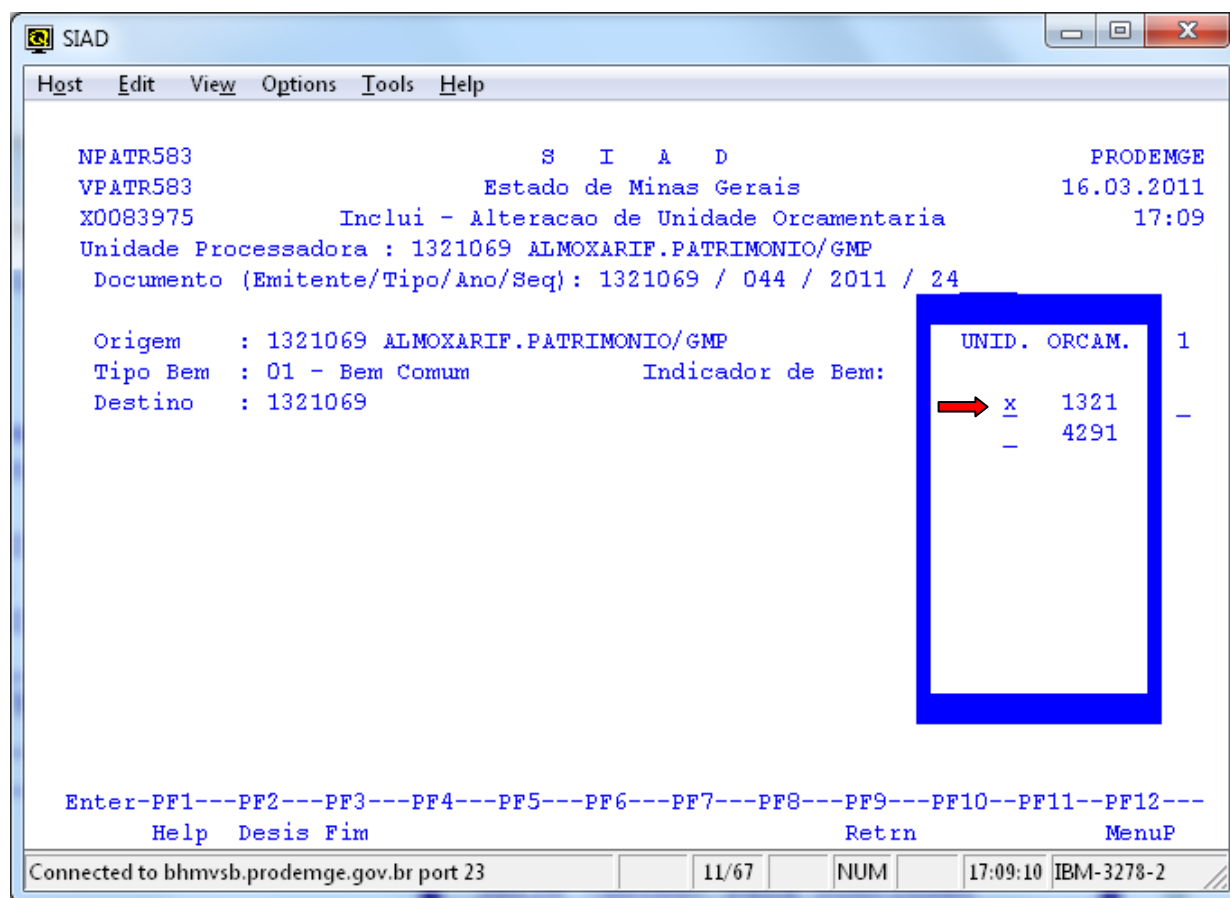 SIAD
Host Edit View Options Tools Help
NPATR583 S I A D PRODEMGE
VPATR583 Estado de Minas Gerais 16.03.2011
X0083975 Inclui - Alteracao de Unidade Orcamentaria 17:09
Unidade Processadora : 1321069 ALMOXARIF.PATRIMONIO/GMP
Documento (Emitente/Tipo/Ano/Seq): 1321069 / 044 / 2011 / 24___
Origem : 1321069 ALMOXARIF.PATRIMONIO/GMP UNID. ORCAM. 1
Tipo Bem : 01 - Bem Comum Indicador de Bem:
Destino : 1321069 x 1321 _
_ 4291
Enter-PF1---PF2---PF3---PF4---PF5---PF6---PF7---PF8---PF9---PF10--PF11--PF12---
Help Desis Fim Retrn MenuP
Connected to bhmvsb.prodemge.gov.br port 23 11/67 NUM 17:09:10 IBM-3278-2